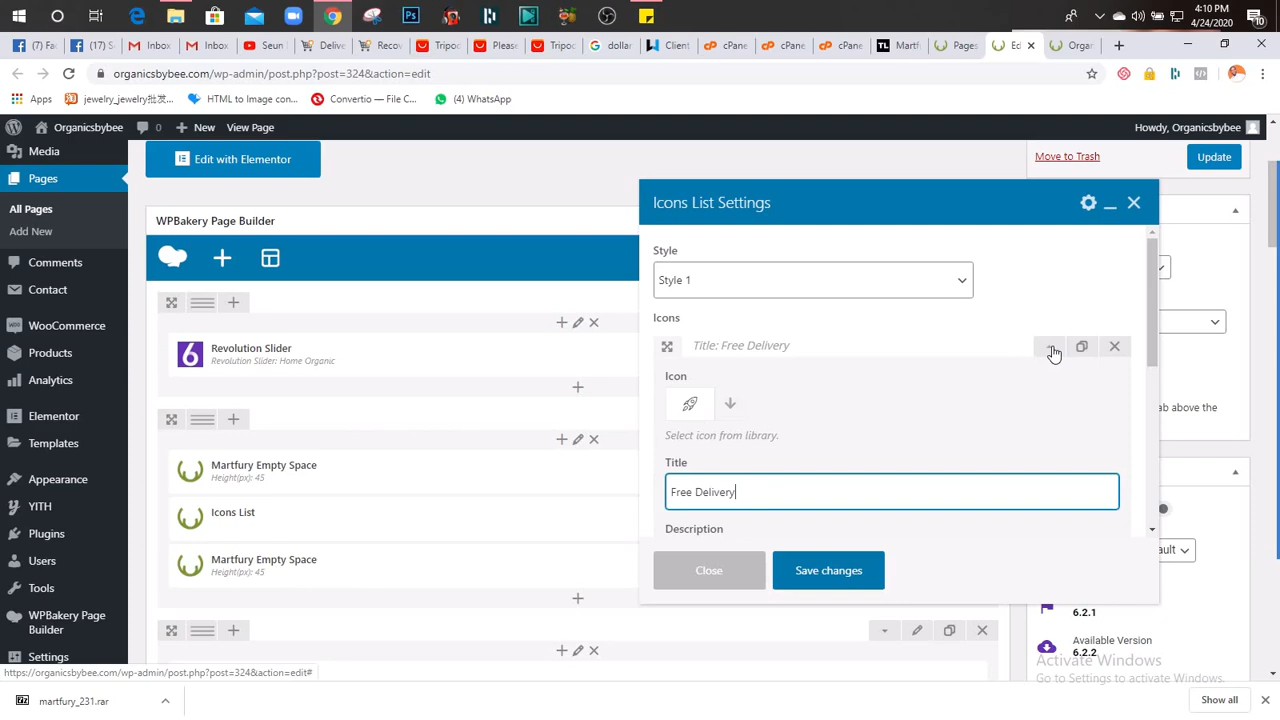 4:10 PM
4/24/2020
10
(7) Fac
(17) S
Inbox
Inbox
Seun
Delive
Recov
Tripoc
Please
Tripoc
dollar
Client
cPane
cPane
cPane
Martfu
Pages
Ed
Organ
organicsbybee.com/wp-admin/post.php?post=324&action=edit
Apps
jewelry_jewelry批发...
HTML to Image con...
Convertio — File C...
(4) WhatsApp
Organicsbybee
0
New
View Page
Howdy, Organicsbybee
Media
Pages
All Pages
Add New
Comments
Contact
WooCommerce
Products
Analytics
Elementor
Templates
Appearance
YITH
Plugins
Users
Tools
WPBakery Page
Builder
Settings
Edit with Elementor
Move to Trash
Update
WPBakery Page Builder
Revolution Slider
Revolution Slider: Home Organic
Martfury Empty Space
Height(px): 45
Icons List
Martfury Empty Space
Height(px): 45
Icons List Settings
Style
Style 1
Icons
Title: Free Delivery
Icon
Select icon from library.
Title
Free Delivery
Description
Close
Save changes
ab above the
ault
6.2.1
Available Version
6.2.2
Activate Windows
Go to Settings to activate Windows.
https://organicsbybee.com/wp-admin/post.php?post=324&action=edit#
martfury_231.rar
Show all